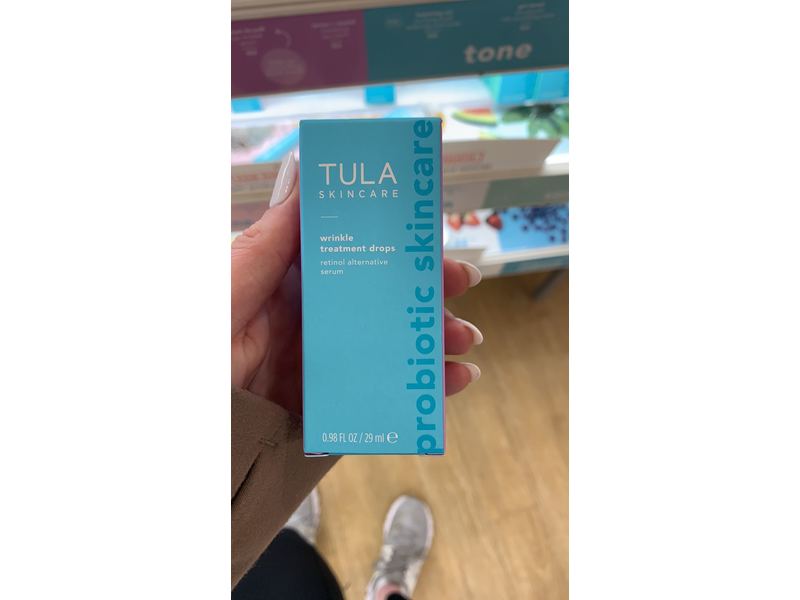 tone
TULA
SKINCARE
wrinkle
treatment drops
retinol alternative
serum
0.98 FL OZ / 29 ml e
probiotic skincare